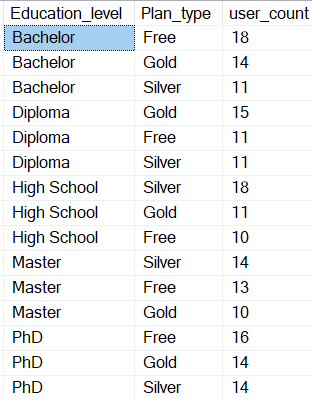 Education_level Plan_type user_count
Bachelor Free 18
Bachelor Gold 14
Bachelor Silver 11
Diploma Gold 15
Diploma Free 11
Diploma Silver 11
High School Silver 18
High School Gold 11
High School Free 10
Master Silver 14
Master Free 13
Master Gold 10
PhD Free 16
PhD Gold 14
PhD Silver 14